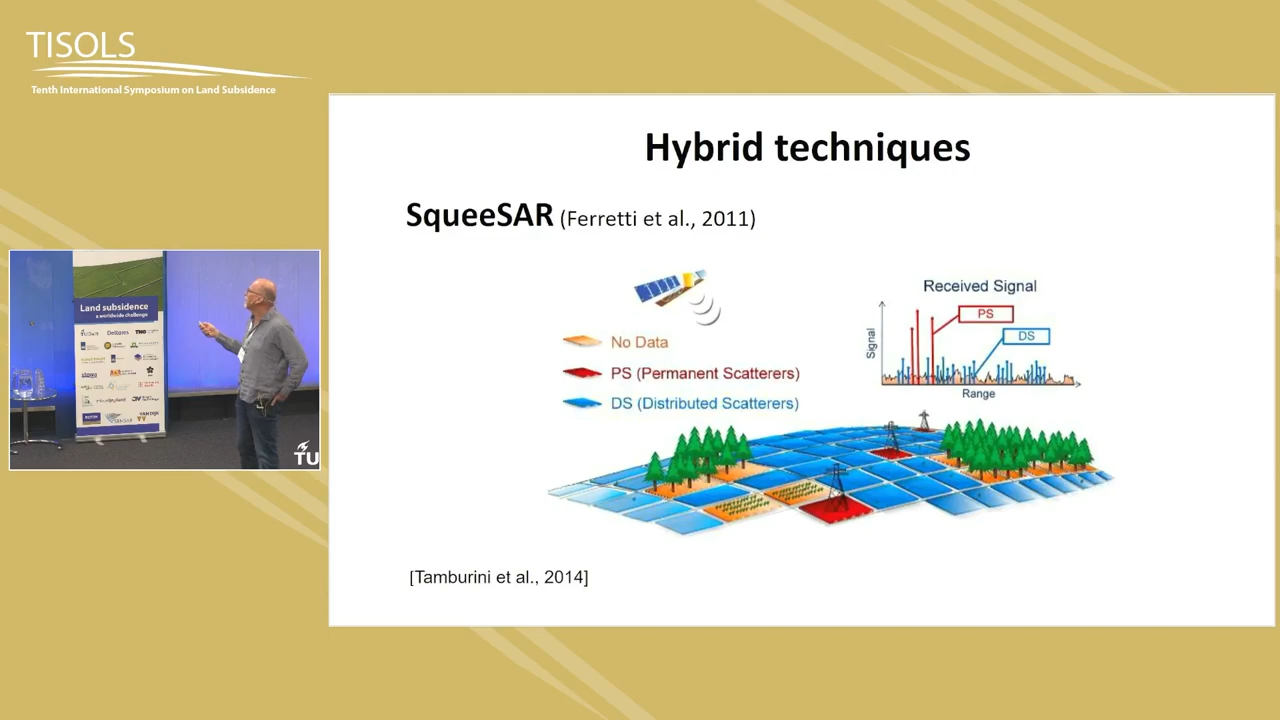 TISOLS
Tenth International Symposium on Land Subsidence
Hybrid techniques
SqueeSAR (Ferretti et al., 2011)
No Data
PS (Permanent Scatterers)
DS (Distributed Scatterers)
Received Signal
PS
DS
Signal
Range
[Tamburini et al., 2014]
Land subsidence
a worldwide challenge
Deltares
TNO
SENSAR
TU